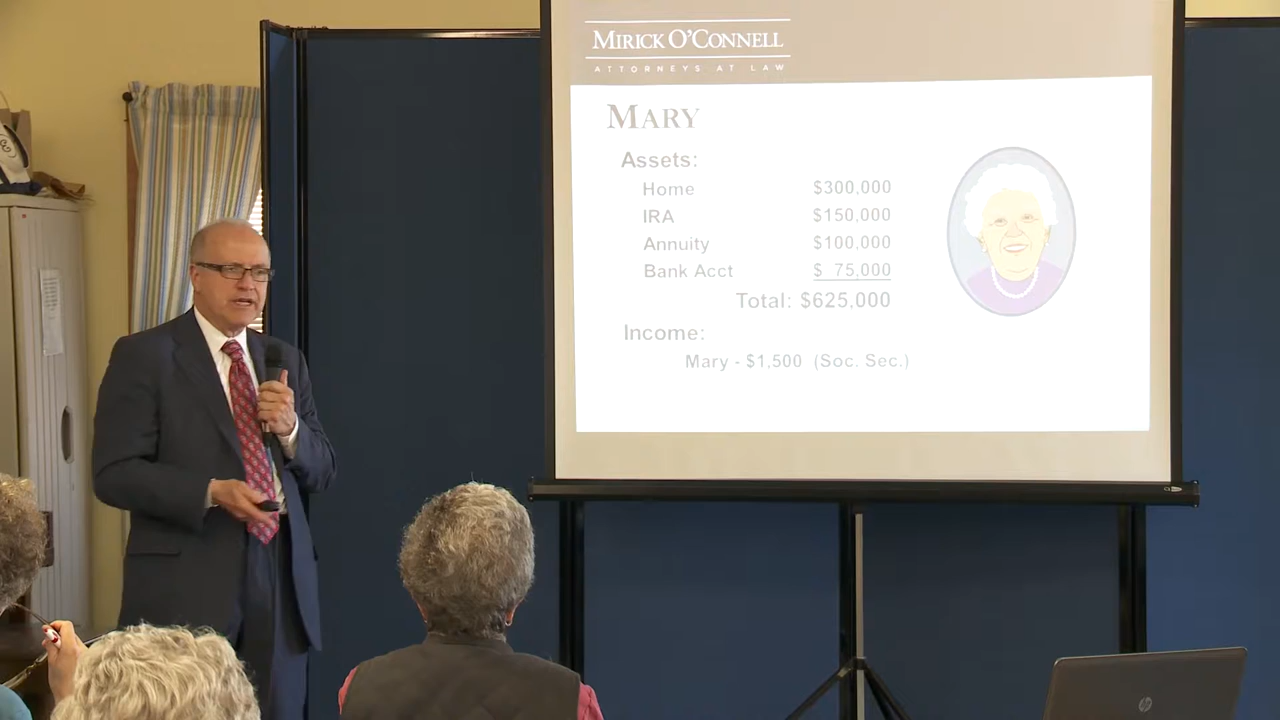 MIRICK O'CONNELL
ATTORNEYS AT LAW
MARY
Assets:
Home $300,000
IRA $150,000
Annuity $100,000
Bank Acct $ 75,000
Total: $625,000
Income:
Mary - $1,500 (Soc. Sec.)
hp